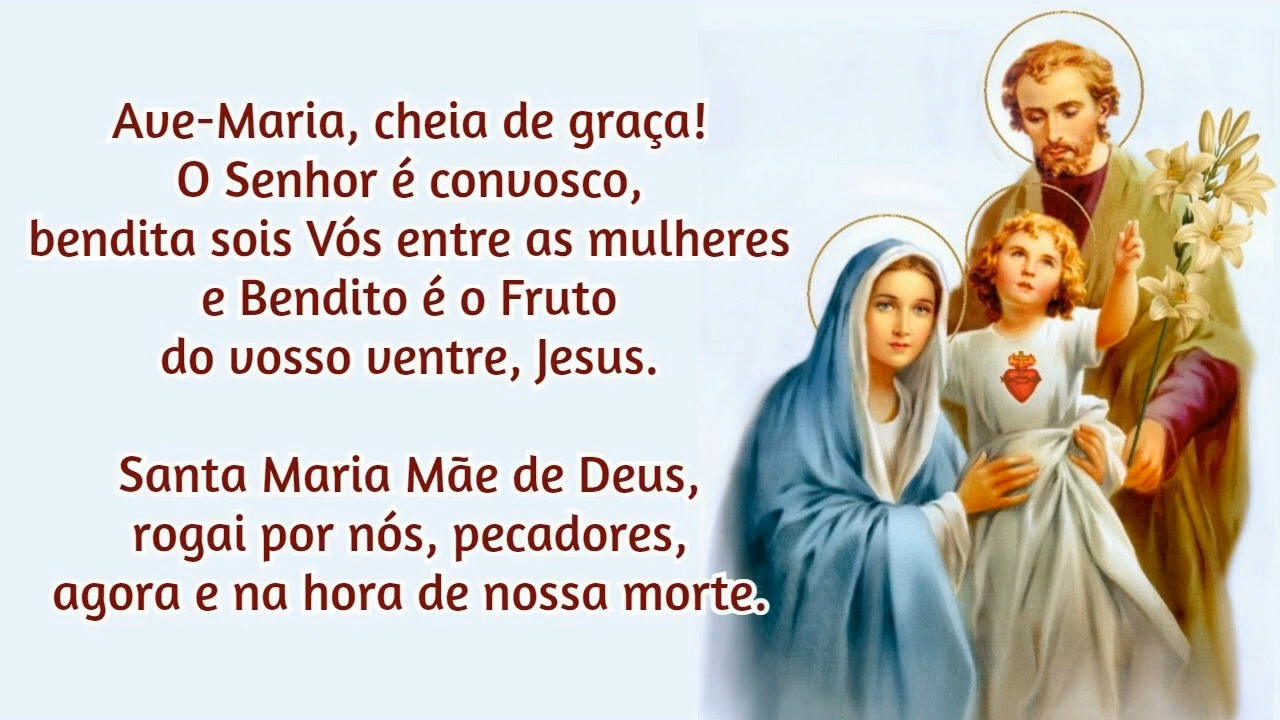 Ave-Maria, cheia de graça!
O Senhor é convosco,
bendita sois Vós entre as mulheres
e Bendito é o Fruto
do vosso ventre, Jesus.
Santa Maria Mãe de Deus,
rogai por nós, pecadores,
agora e na hora de nossa morte.